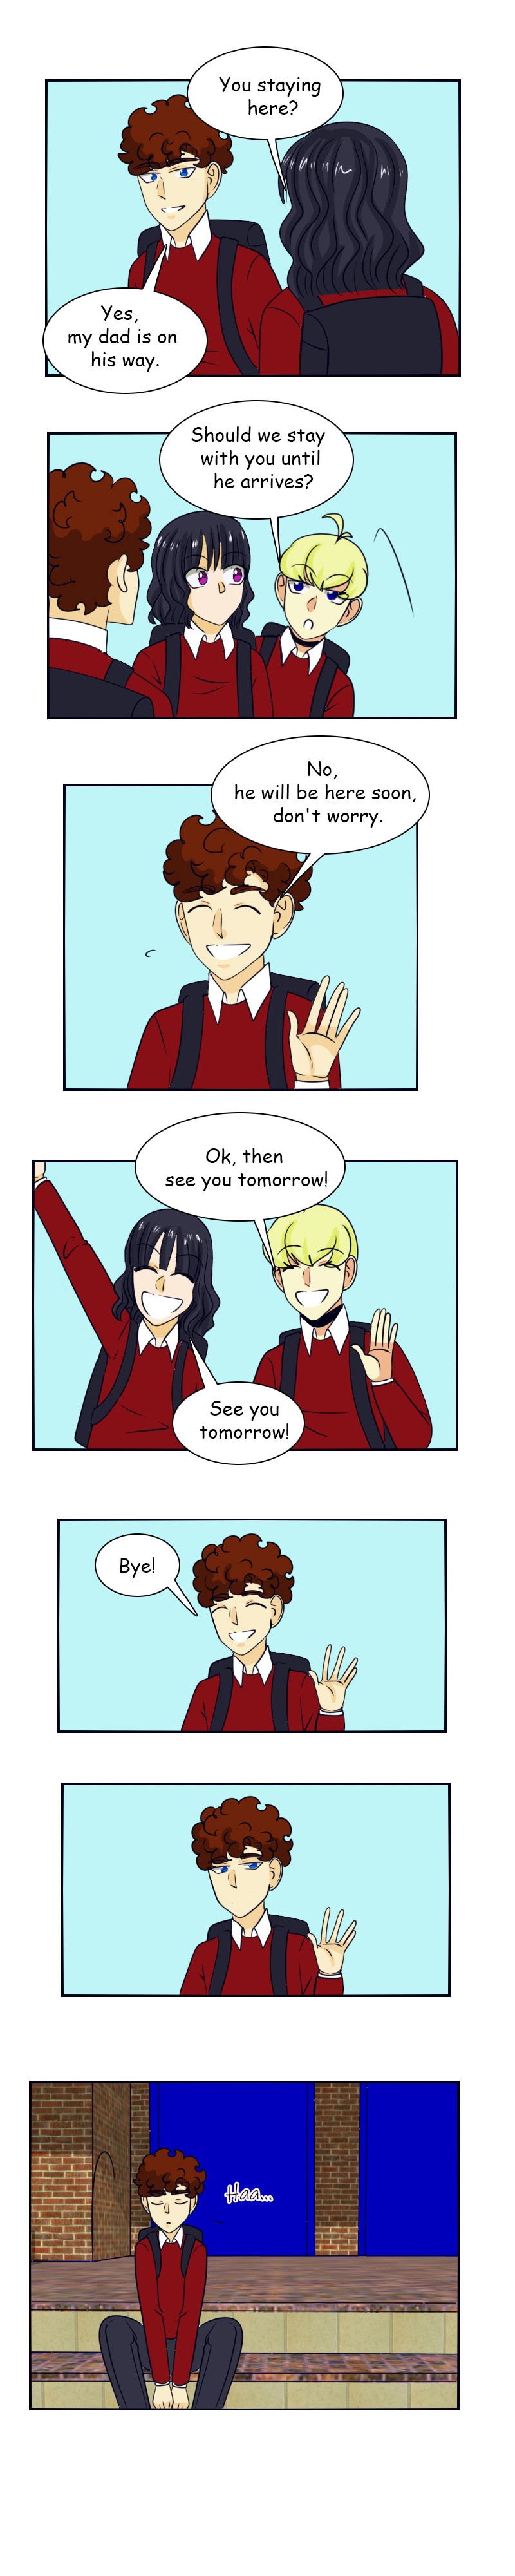 You staying
here?
Yes,
my dad is on
his way.
Should we stay
with you until
he arrives?
No,
he will be here soon,
don't worry.
Ok, then
see you tomorrow!
See you
tomorrow!
Bye!
Haa...